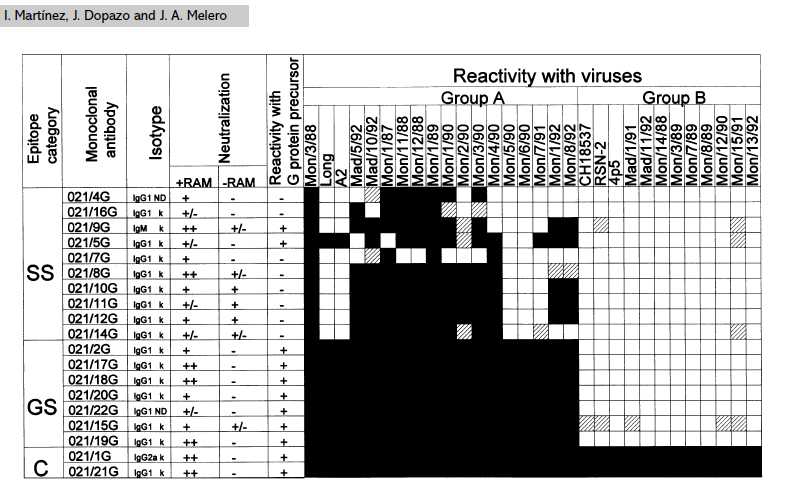 I. Martínez, J. Dopazo and J. A. Melero
Reactivity with viruses
Group A
Group B
Epitope category
Monoclonal antibody
Isotype
Neutralization
+RAM
-RAM
Reactivity with G protein precursor
Mon/3/88
Long
A2
Mad/5/92
Mad/10/92
Mon/1/87
Mon/11/88
Mon/12/88
Mon/1/89
Mon/1/90
Mon/2/90
Mon/3/90
Mon/4/90
Mon/5/90
Mon/6/90
Mon/7/91
Mon/1/92
Mon/8/92
CH18537
RSN-2
4p5
Mad/1/91
Mad/11/92
Mon/14/88
Mon/3/89
Mon/7/89
Mon/8/89
Mon/12/90
Mon/15/91
Mon/13/92
SS
021/4G IgG1 ND + - -
021/16G IgG1 k +/- - -
021/9G IgM k ++ +/- +
021/5G IgG1 k +/- - +
021/7G IgG1 k + - -
021/8G IgG1 k ++ +/- -
021/10G IgG1 k + + -
021/11G IgG1 k +/- + -
021/12G IgG1 k + + -
021/14G IgG1 k +/- +/- -
GS
021/2G IgG1 k + - +
021/17G IgG1 k ++ - +
021/18G IgG1 k ++ - +
021/20G IgG1 k + - +
021/22G IgG1 ND +/- - +
021/15G IgG1 k + +/- +
021/19G IgG1 k ++ - +
C
021/1G IgG2a k ++ - +
021/21G IgG1 k ++ - +